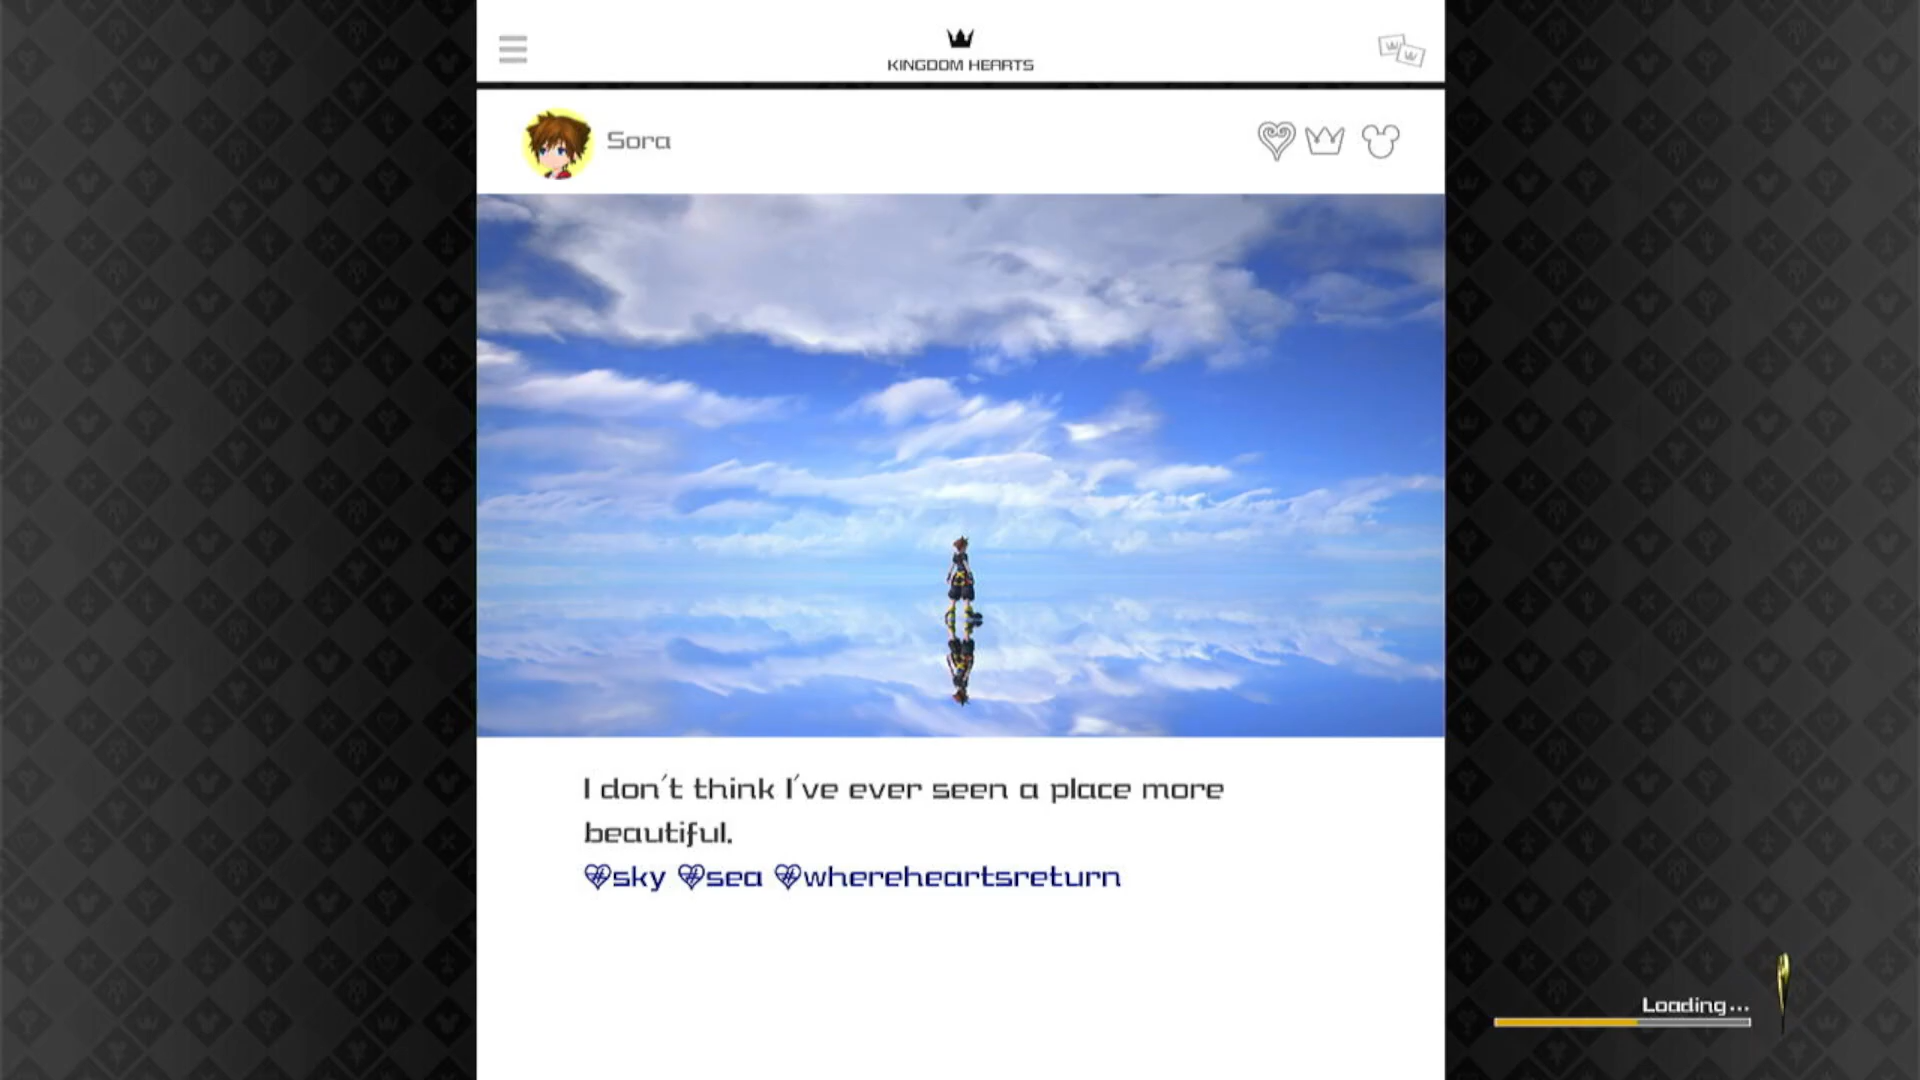 KINGDOM HEARTS
Sora
I don't think I've ever seen a place more
beautiful.
sky sea whereheartsreturn
Loading...